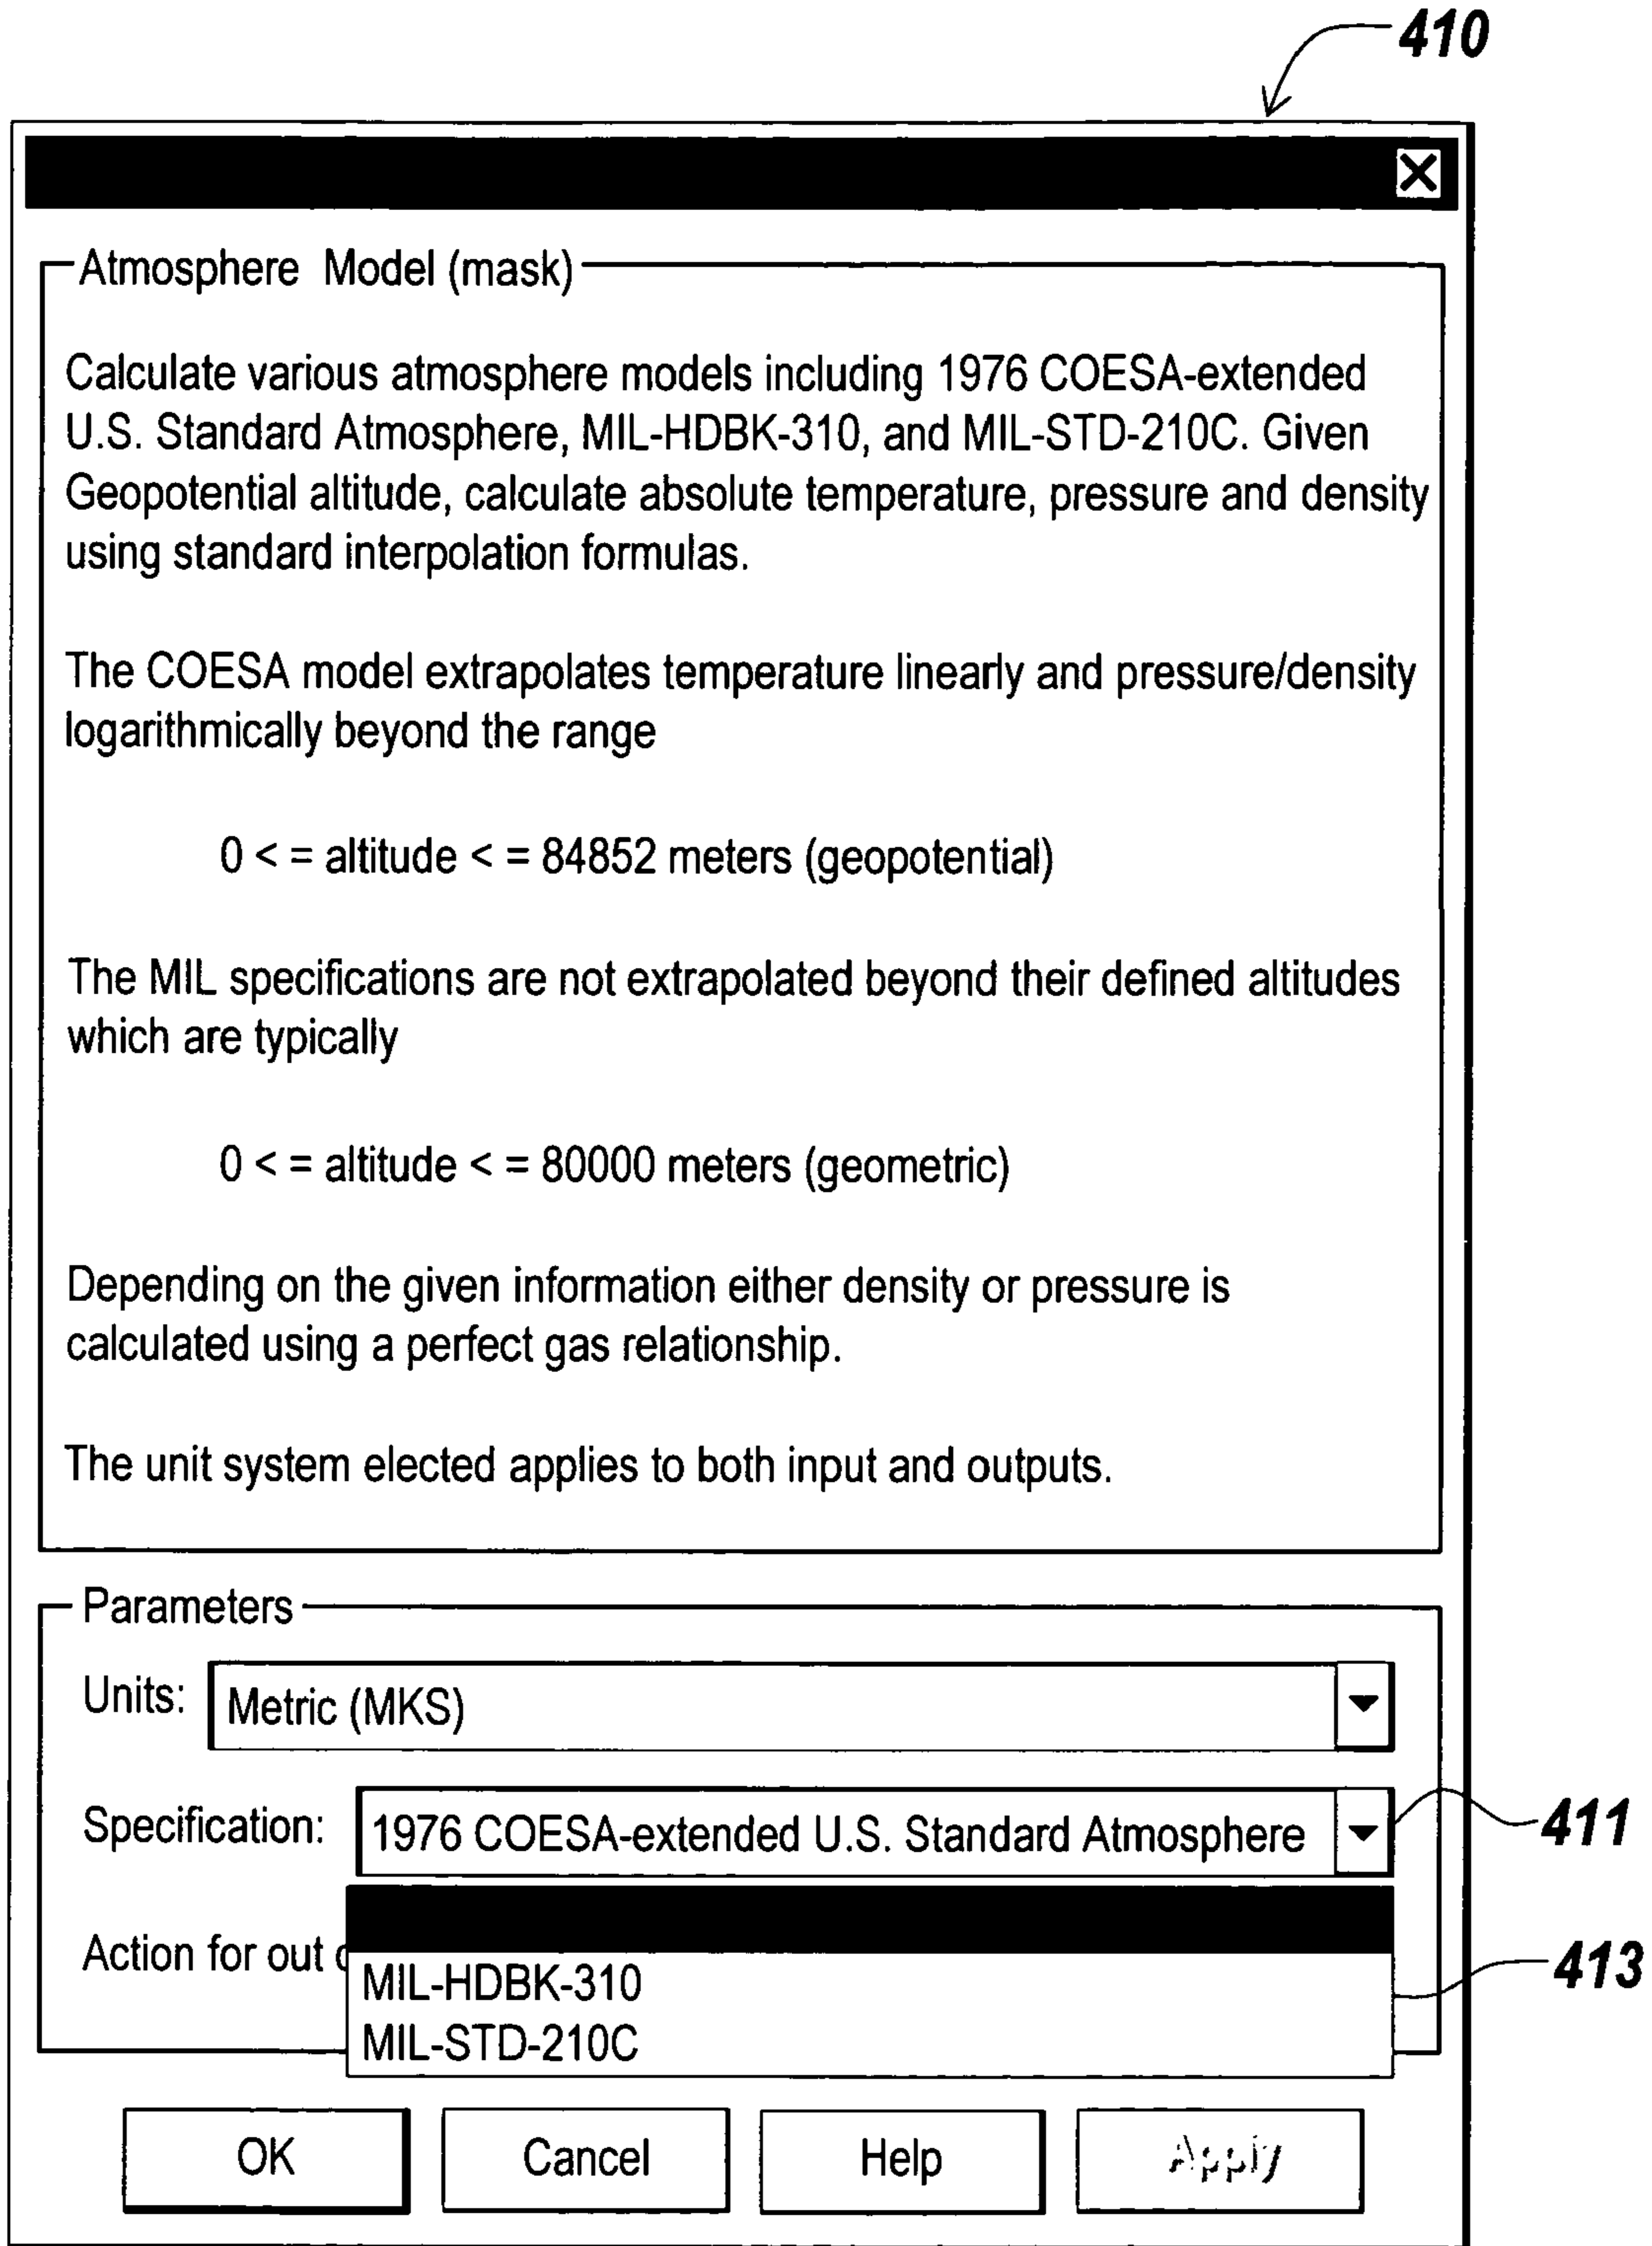 410
Atmosphere Model (mask)
Calculate various atmosphere models including 1976 COESA-extended
U.S. Standard Atmosphere, MIL-HDBK-310, and MIL-STD-210C. Given
Geopotential altitude, calculate absolute temperature, pressure and density
using standard interpolation formulas.
The COESA model extrapolates temperature linearly and pressure/density
logarithmically beyond the range
0 < = altitude < = 84852 meters (geopotential)
The MIL specifications are not extrapolated beyond their defined altitudes
which are typically
0 < = altitude < = 80000 meters (geometric)
Depending on the given information either density or pressure is
calculated using a perfect gas relationship.
The unit system elected applies to both input and outputs.
Parameters
Units: Metric (MKS)
Specification: 1976 COESA-extended U.S. Standard Atmosphere
411
Action for out
413
MIL-HDBK-310
MIL-STD-210C
OK Cancel Help Apply